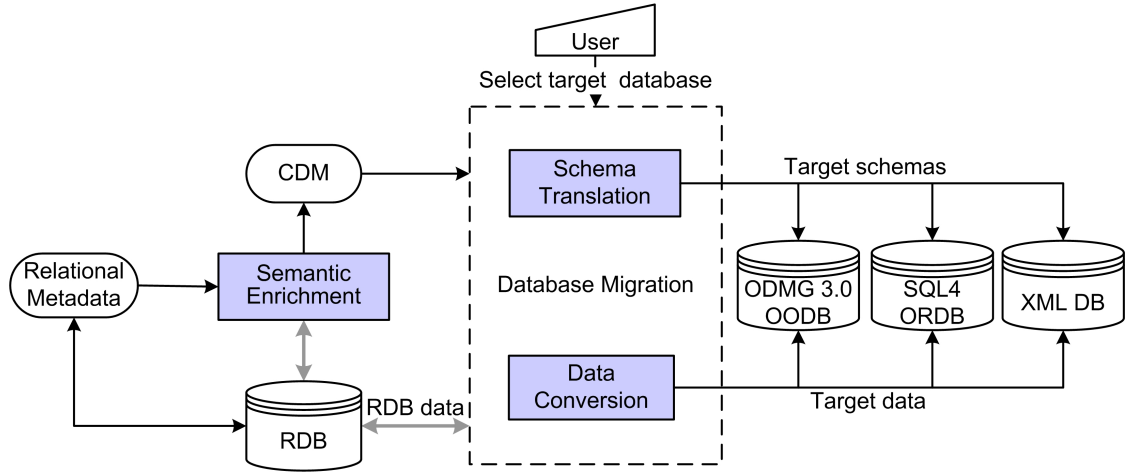 User
Select target database
CDM
Schema
Translation
Target schemas
Relational
Metadata
Semantic
Enrichment
Database Migration
ODMG 3.0
OODB
SQL4
ORDB
XML DB
Data
Conversion
Target data
RDB data
RDB